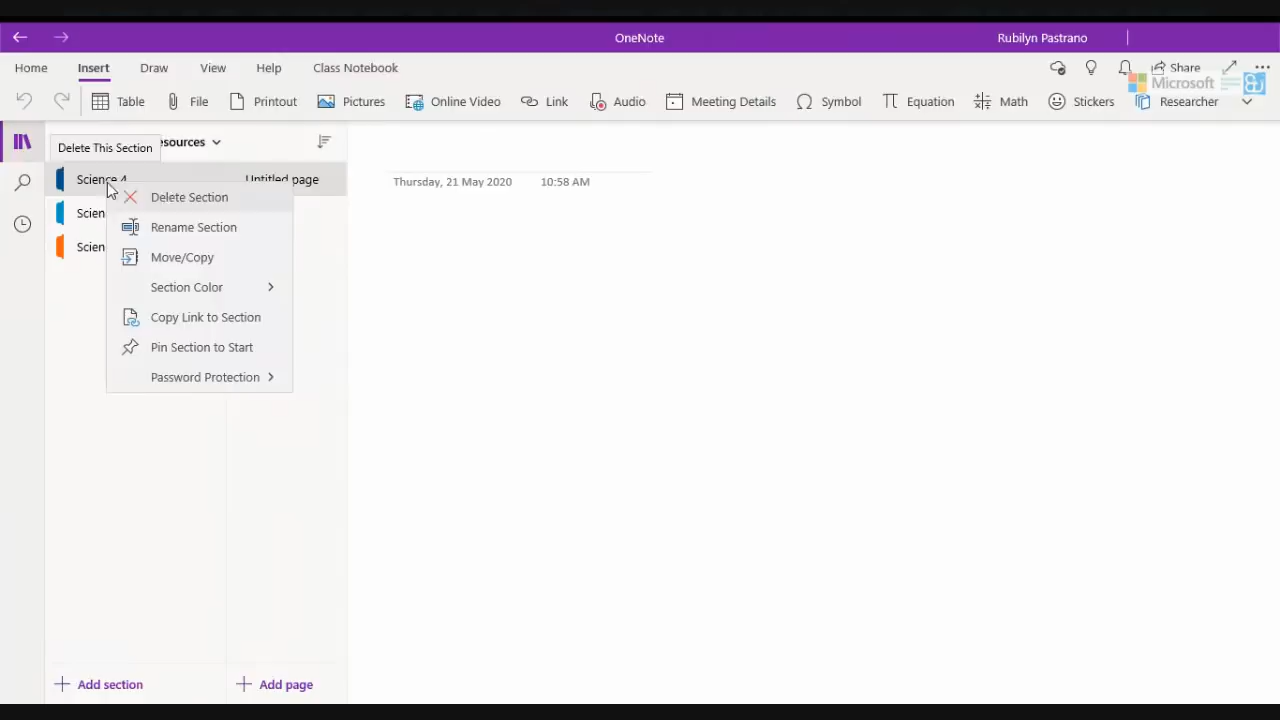 OneNote
Rubilyn Pastrano
Home Insert Draw View Help Class Notebook Share
Microsoft
Table File Printout Pictures Online Video Link Audio Meeting Details Symbol Equation Math Stickers Researcher
Delete This Section esources
Science 4 Untitled page
Thursday, 21 May 2020 10:58 AM
Delete Section
Scien
Rename Section
Scien
Move/Copy
Section Color
Copy Link to Section
Pin Section to Start
Password Protection
Add section Add page